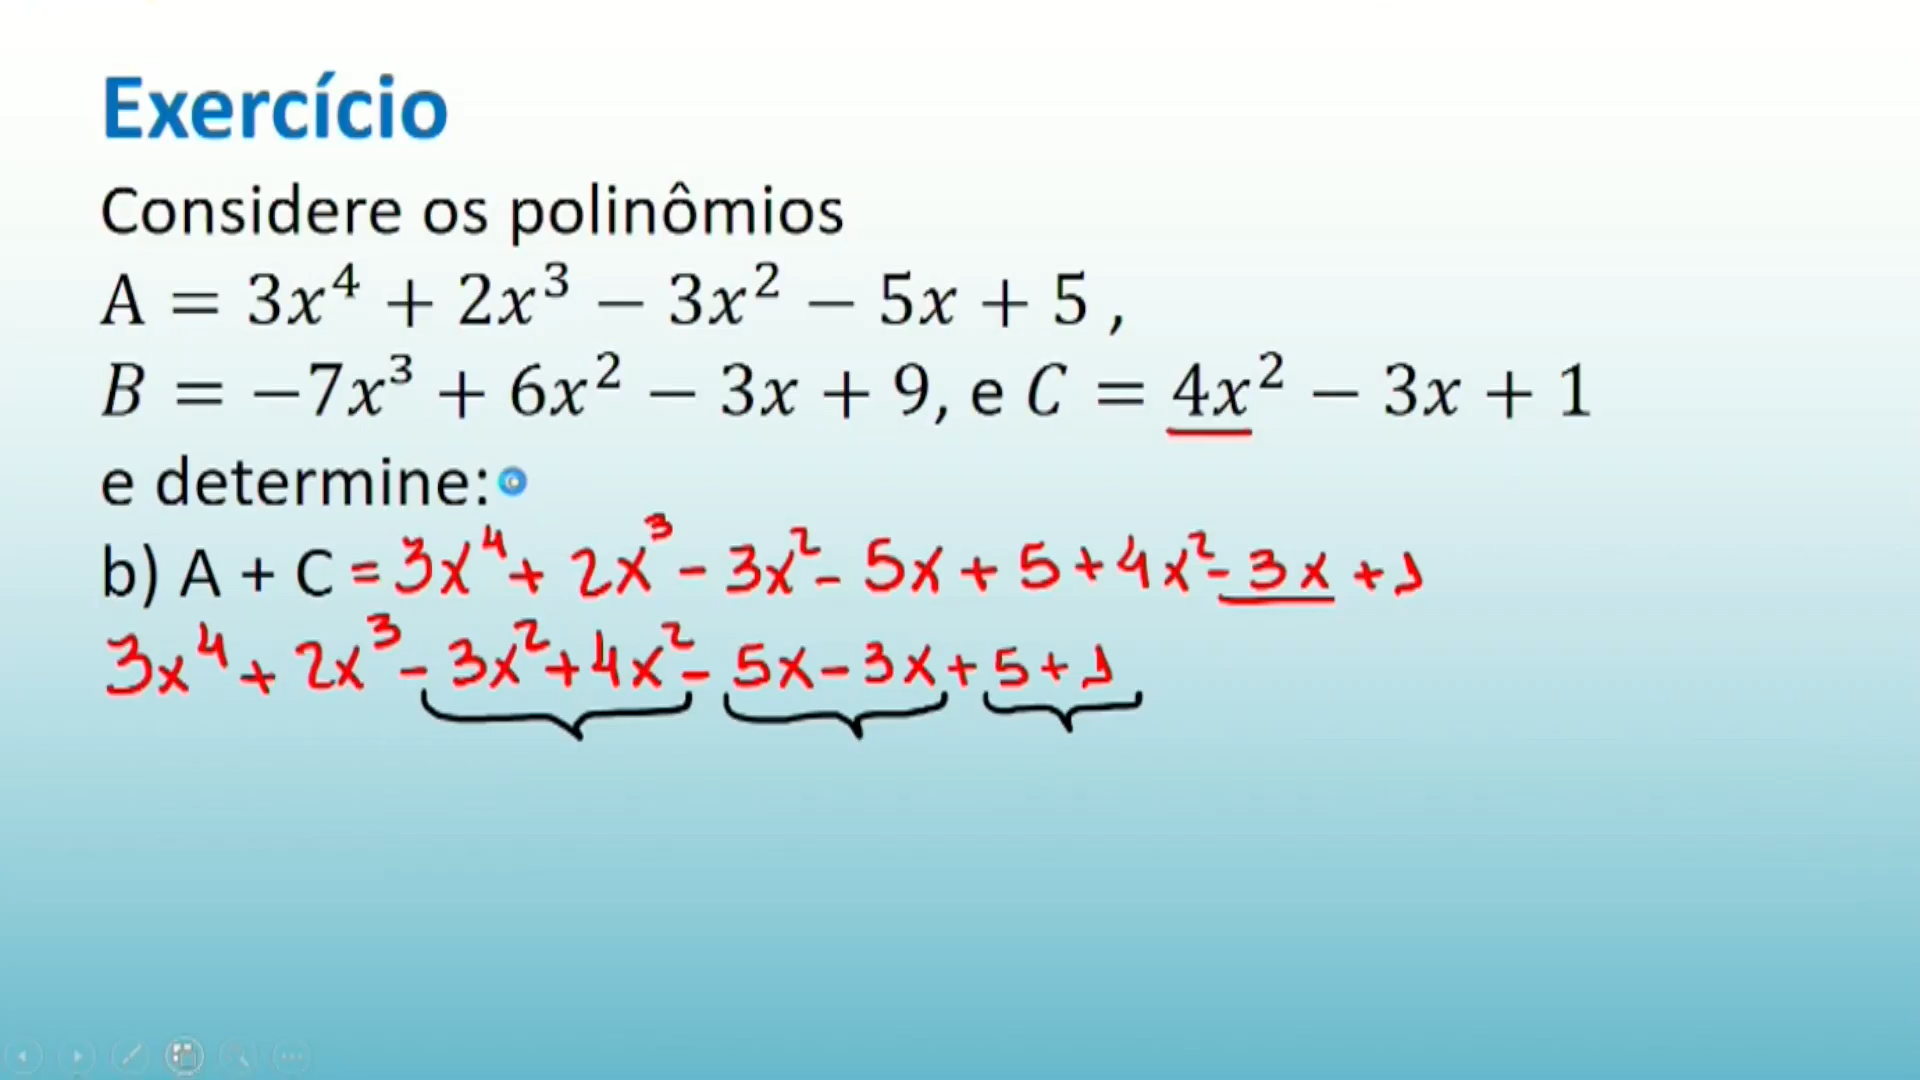 Exercício
Considere os polinômios
A = 3x⁴ + 2x³ − 3x² − 5x + 5 ,
B = −7x³ + 6x² − 3x + 9, e C = 4x² − 3x + 1
e determine:
b) A + C = 3x⁴ + 2x³ − 3x² − 5x + 5 + 4x² − 3x + 1
3x⁴ + 2x³ − 3x² + 4x² − 5x − 3x + 5 + 1